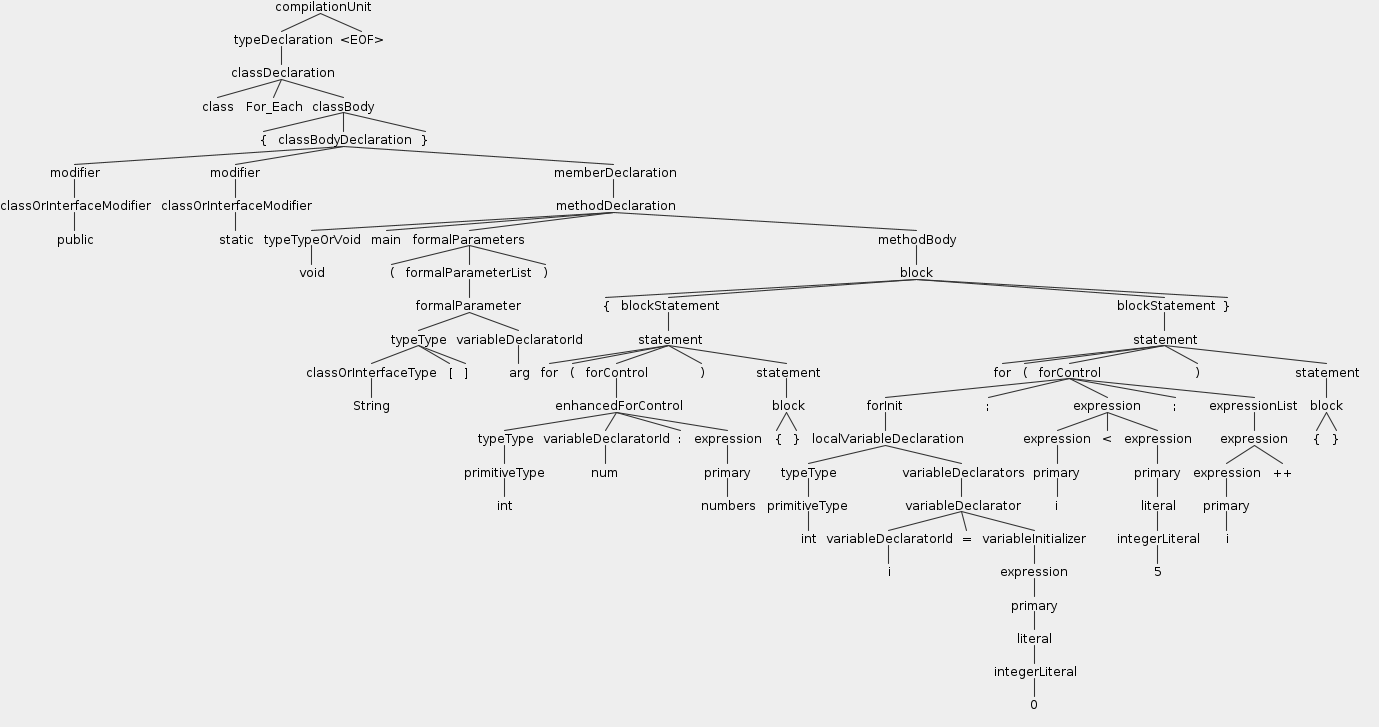 compilationUnit
typeDeclaration <EOF>
classDeclaration
class For_Each classBody
{ classBodyDeclaration }
modifier modifier memberDeclaration
classOrInterfaceModifier classOrInterfaceModifier methodDeclaration
public static typeTypeOrVoid main formalParameters methodBody
void ( formalParameterList ) block
formalParameter { blockStatement blockStatement }
typeType variableDeclaratorId statement statement
classOrInterfaceType [ ] arg for ( forControl ) statement for ( forControl ) statement
String enhancedForControl block forInit ; expression ; expressionList block
typeType variableDeclaratorId : expression { } localVariableDeclaration expression < expression expression { }
primitiveType num primary typeType variableDeclarators primary primary expression ++
int numbers primitiveType variableDeclarator i literal primary
int variableDeclaratorId = variableInitializer integerLiteral i
i expression 5
primary
literal
integerLiteral
0